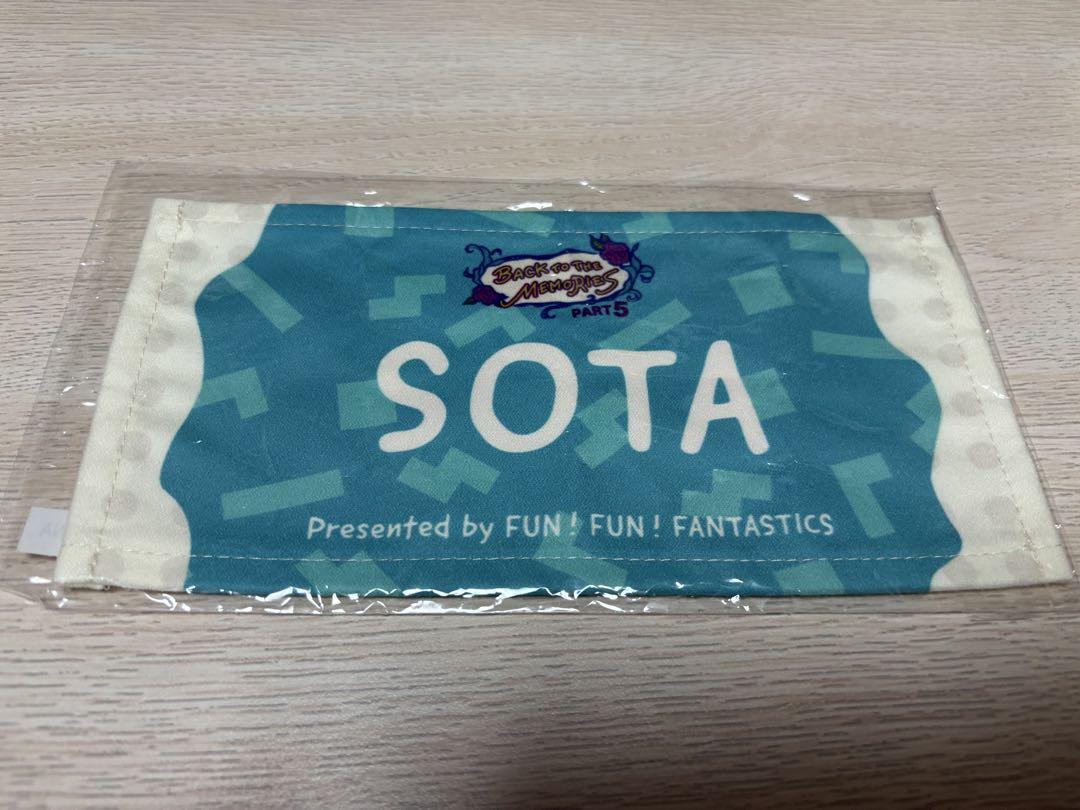 BACK TO THE
MEMORIES
PART 5
SOTA
Presented by FUN! FUN! FANTASTICS